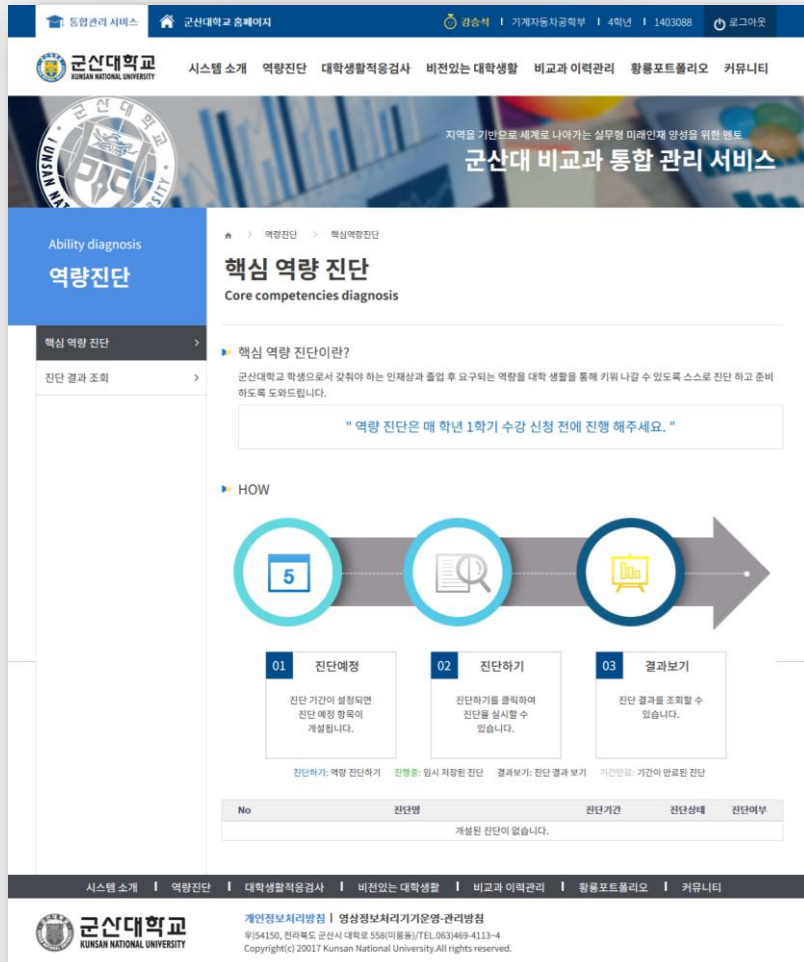 통합관리 서비스
군산대학교 홈페이지
강승석 | 기계자동차공학부 | 4학년 | 1403088
로그아웃
군산대학교
KUNSAN NATIONAL UNIVERSITY
시스템 소개 역량진단 대학생활적응검사 비전있는 대학생활 비교과 이력관리 황룡포트폴리오 커뮤니티
지역을 기반으로 세계로 나아가는 실무형 미래인재 양성을 위한 멘토
군산대 비교과 통합 관리 서비스
Ability diagnosis
역량진단
핵심 역량 진단 >
진단 결과 조회 >
> 역량진단 > 핵심역량진단
핵심 역량 진단
Core competencies diagnosis
핵심 역량 진단이란?
군산대학교 학생으로서 갖춰야 하는 인재상과 졸업 후 요구되는 역량을 대학 생활을 통해 키워 나갈 수 있도록 스스로 진단 하고 준비
하도록 도와드립니다.
" 역량 진단은 매 학년 1학기 수강 신청 전에 진행 해주세요. "
HOW
5
01 진단예정
진단 기간이 설정되면
진단 예정 항목이
개설됩니다.
02 진단하기
진단하기를 클릭하여
진단을 실시할 수
있습니다.
03 결과보기
진단 결과를 조회할 수
있습니다.
진단하기: 역량 진단하기 진행중: 임시 저장된 진단 결과보기: 진단 결과 보기 기간만료: 기간이 만료된 진단
No 진단명 진단기간 진단상태 진단여부
개설된 진단이 없습니다.
시스템 소개 | 역량진단 | 대학생활적응검사 | 비전있는 대학생활 | 비교과 이력관리 | 황룡포트폴리오 | 커뮤니티
군산대학교
KUNSAN NATIONAL UNIVERSITY
개인정보처리방침 | 영상정보처리기기운영·관리방침
우)54150, 전라북도 군산시 대학로 558(미룡동)/TEL.063)469-4113~4
Copyright(c) 20017 Kunsan National University.All rights reserved.